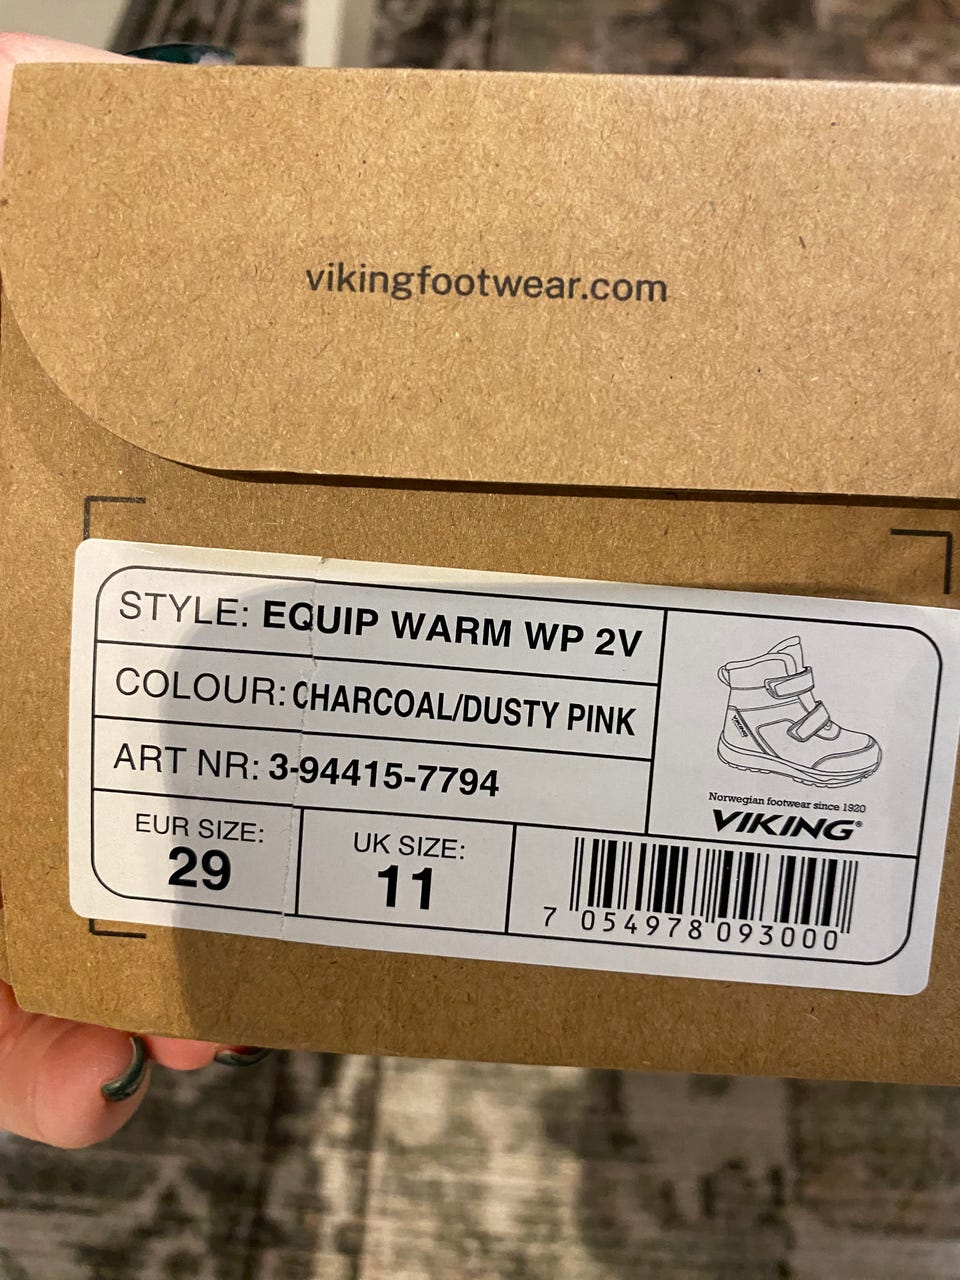 vikingfootwear.com
STYLE: EQUIP WARM WP 2V
COLOUR: CHARCOAL/DUSTY PINK
ART NR: 3-94415-7794
EUR SIZE:
29
UK SIZE:
11
VIKING
Norwegian footwear since 1920
VIKING®
7 054978 093000